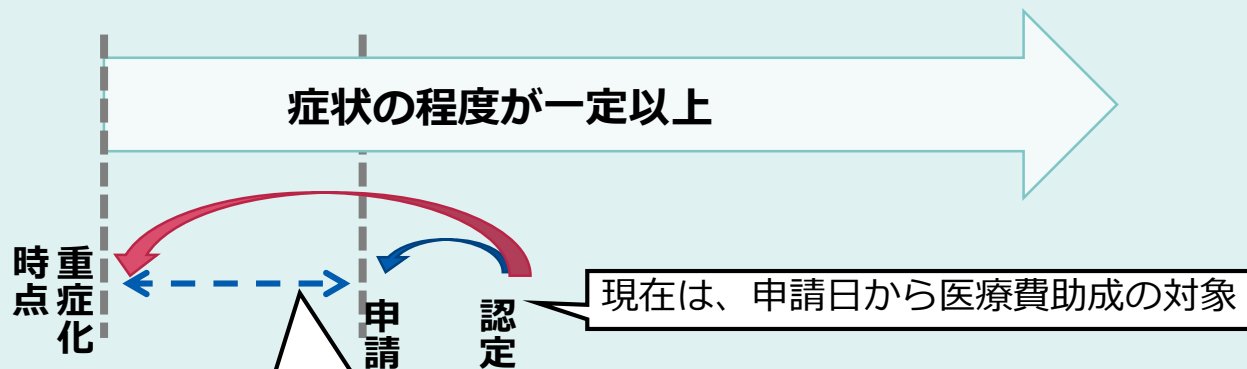 症状の程度が一定以上
重症化
時点
申請
認定
現在は、申請日から医療費助成の対象